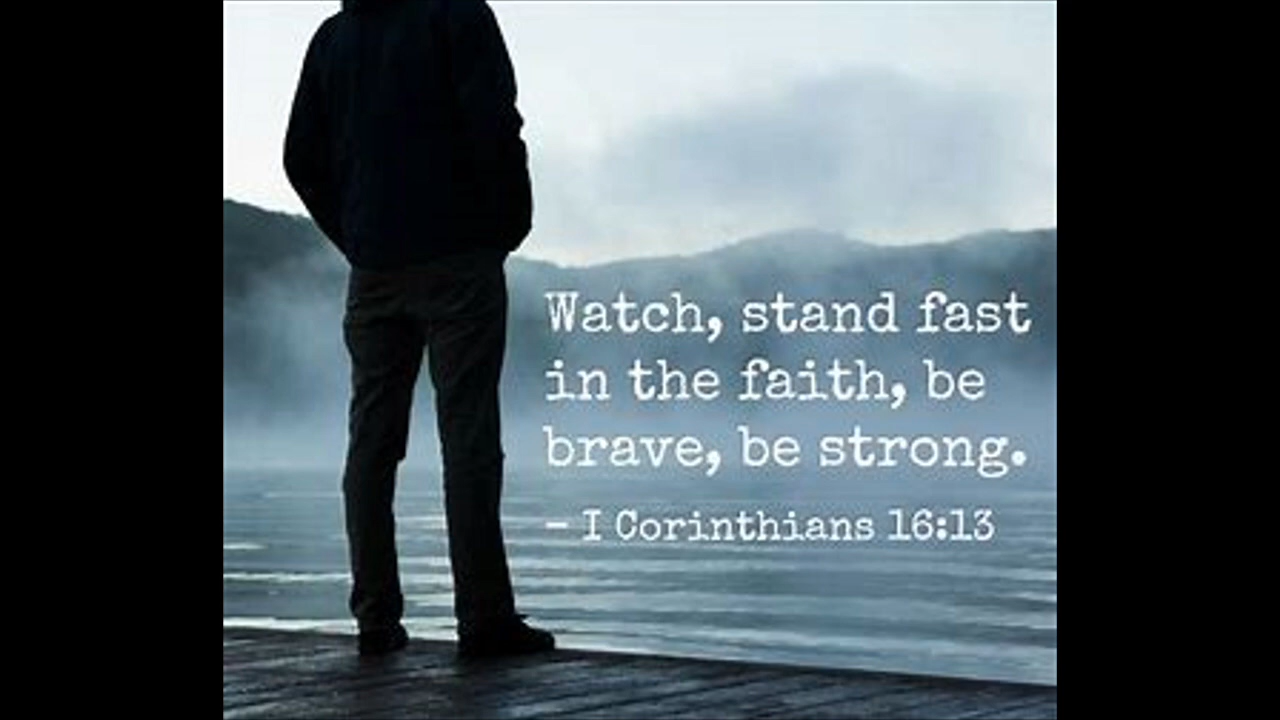 Watch, stand fast
in the faith, be
brave, be strong.
- I Corinthians 16:13